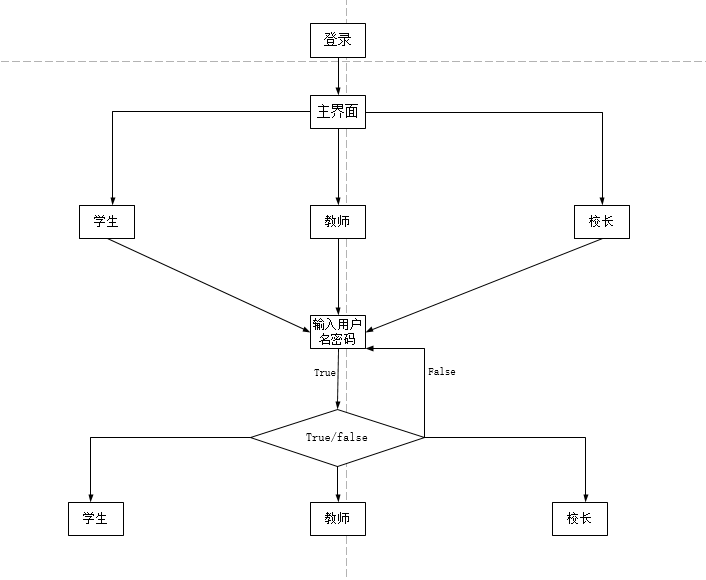 登录
主界面
学生
教师
校长
输入用户
名密码
True
False
True/false
学生
教师
校长